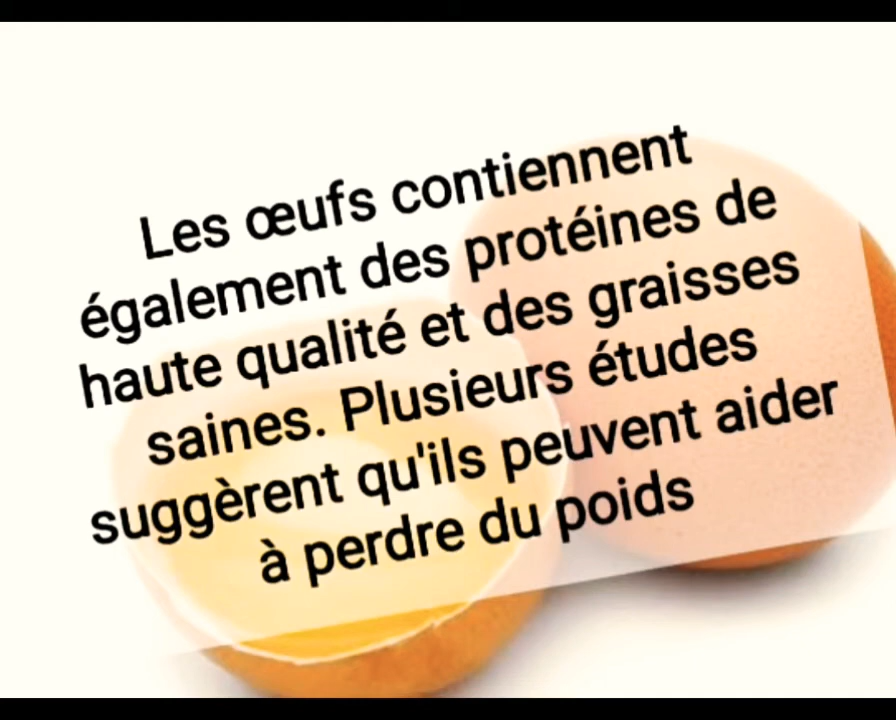 Les œufs contiennent
également des protéines de
haute qualité et des graisses
saines. Plusieurs études
suggèrent qu'ils peuvent aider
à perdre du poids